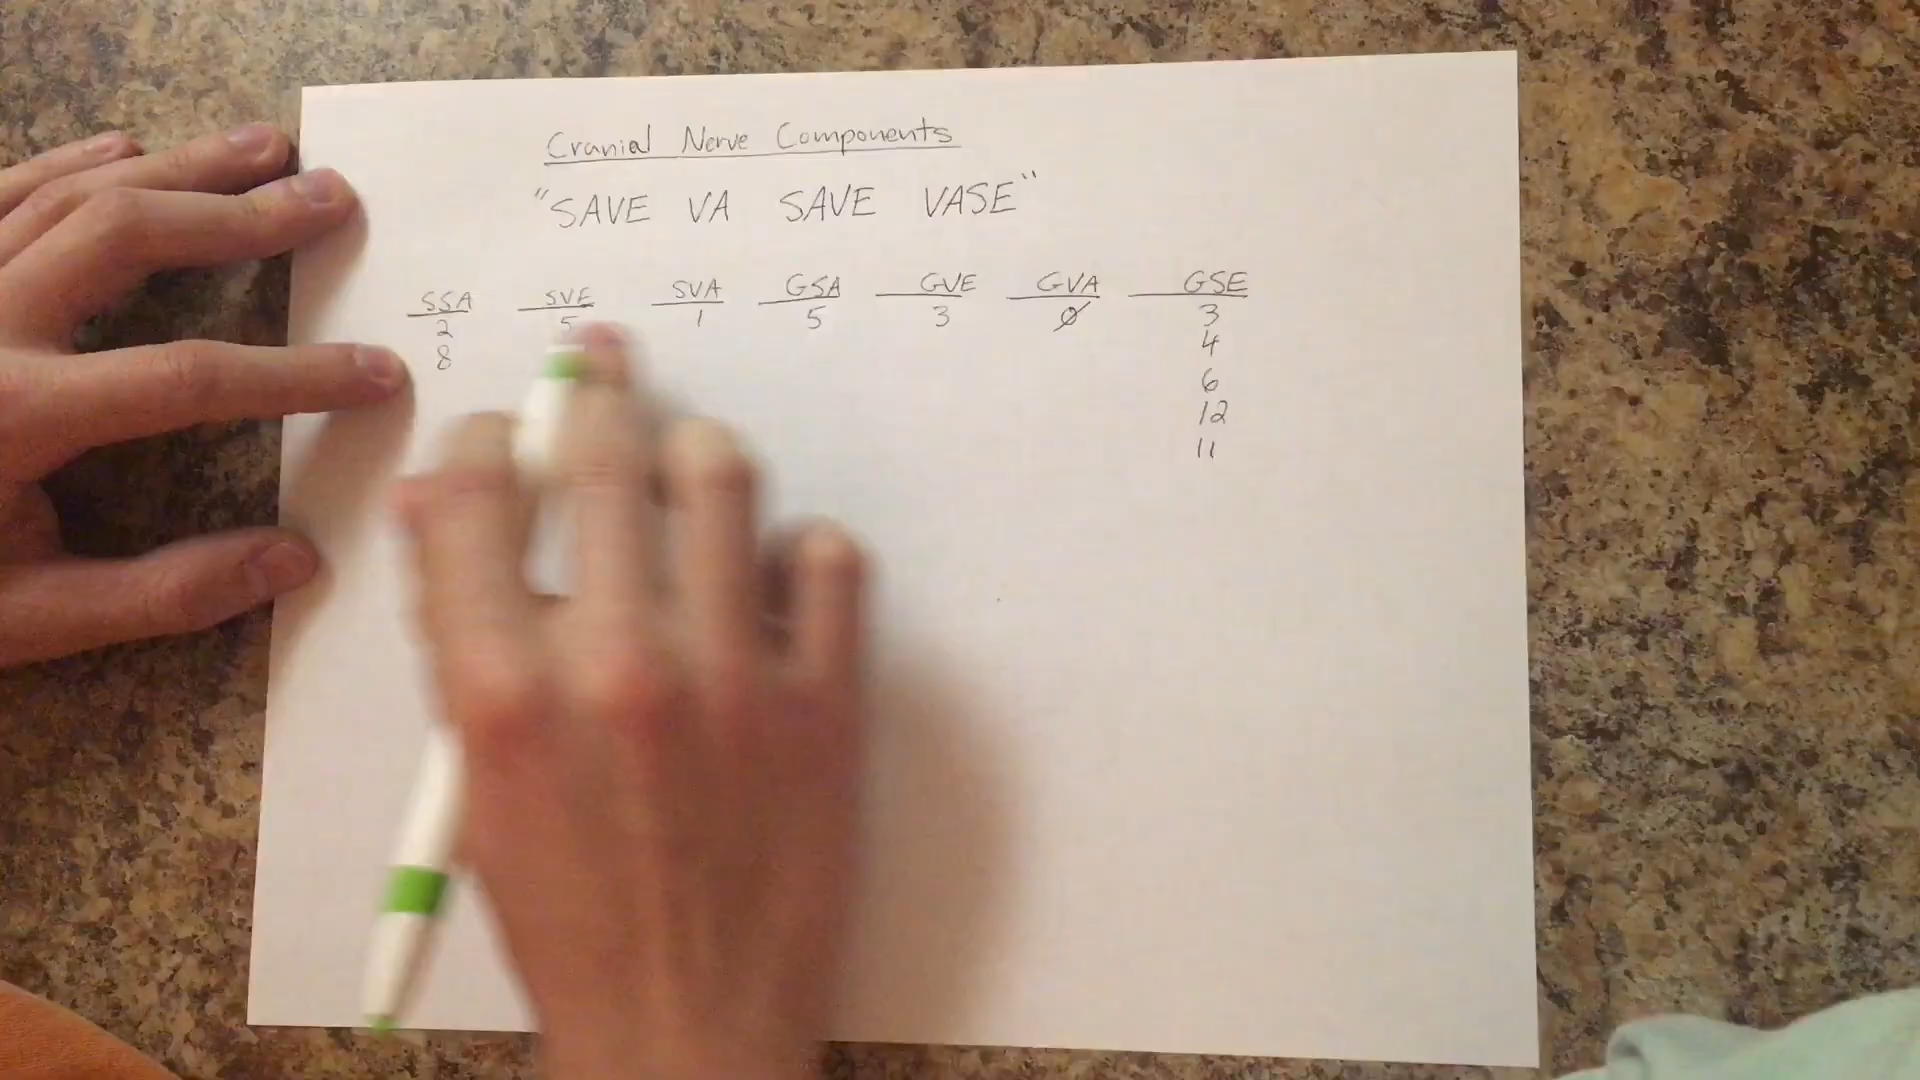 Cranial Nerve Components
"SAVE VA SAVE VASE"
SSA SVE SVA GSA GVE GVA GSE
2 5 1 5 3 Ø 3
8 4
6
12
11